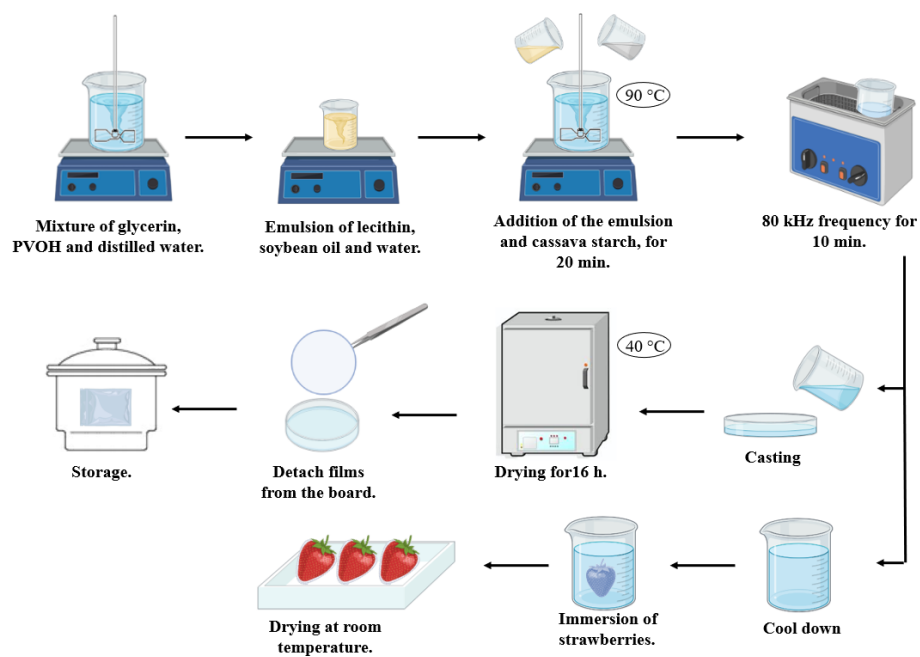 90 °C
Mixture of glycerin,
PVOH and distilled water.
Emulsion of lecithin,
soybean oil and water.
Addition of the emulsion
and cassava starch, for
20 min.
80 kHz frequency for
10 min.
40 °C
Storage.
Detach films
from the board.
Drying for16 h.
Casting
Drying at room
temperature.
Immersion of
strawberries.
Cool down